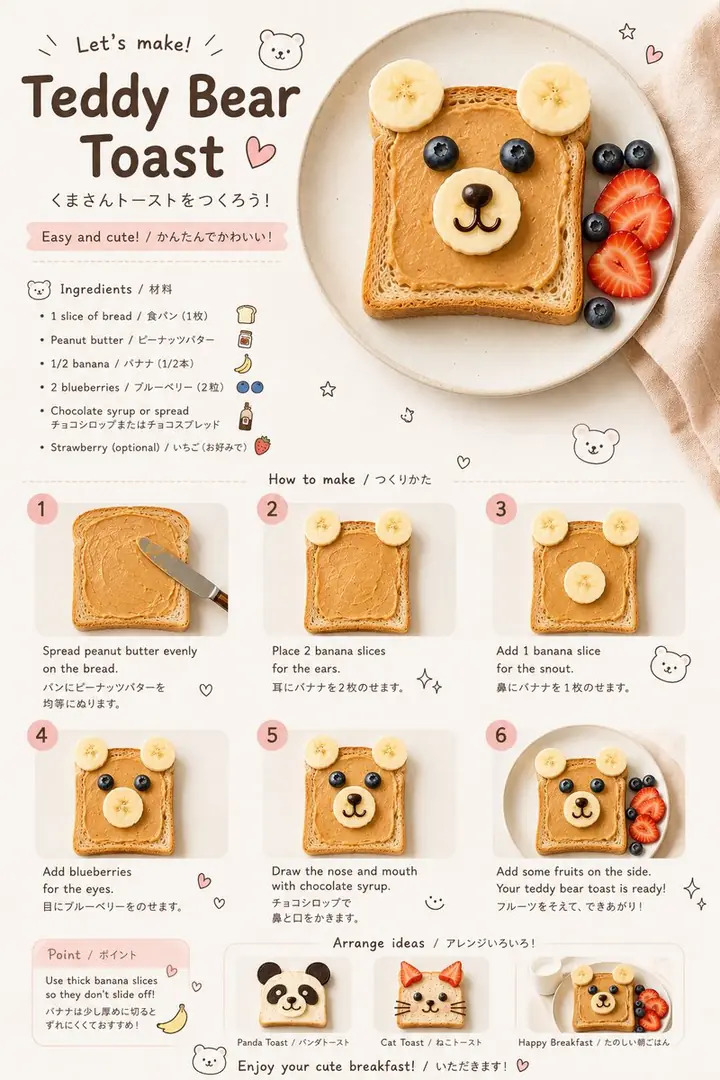 Let's make!
Teddy Bear
Toast
くまさんトーストをつくろう!
Easy and cute! / かんたんでかわいい!
Ingredients / 材料
• 1 slice of bread / 食パン (1枚)
• Peanut butter / ピーナッツバター
• 1/2 banana / バナナ (1/2本)
• 2 blueberries / ブルーベリー (2粒)
• Chocolate syrup or spread
チョコシロップまたはチョコスプレッド
• Strawberry (optional) / いちご (お好みで)
How to make / つくりかた
1
Spread peanut butter evenly
on the bread.
パンにピーナッツバターを
均等にぬります。
2
Place 2 banana slices
for the ears.
耳にバナナを2枚のせます。
3
Add 1 banana slice
for the snout.
鼻にバナナを1枚のせます。
4
Add blueberries
for the eyes.
目にブルーベリーをのせます。
5
Draw the nose and mouth
with chocolate syrup.
チョコシロップで
鼻と口をかきます。
6
Add some fruits on the side.
Your teddy bear toast is ready!
フルーツをそえて、できあがり!
Point / ポイント
Use thick banana slices
so they don't slide off!
バナナは少し厚めに切ると
ずれにくくておすすめ!
Arrange ideas / アレンジいろいろ!
Panda Toast / パンダトースト
Cat Toast / ねこトースト
Happy Breakfast / たのしい朝ごはん
Enjoy your cute breakfast! / いただきます!